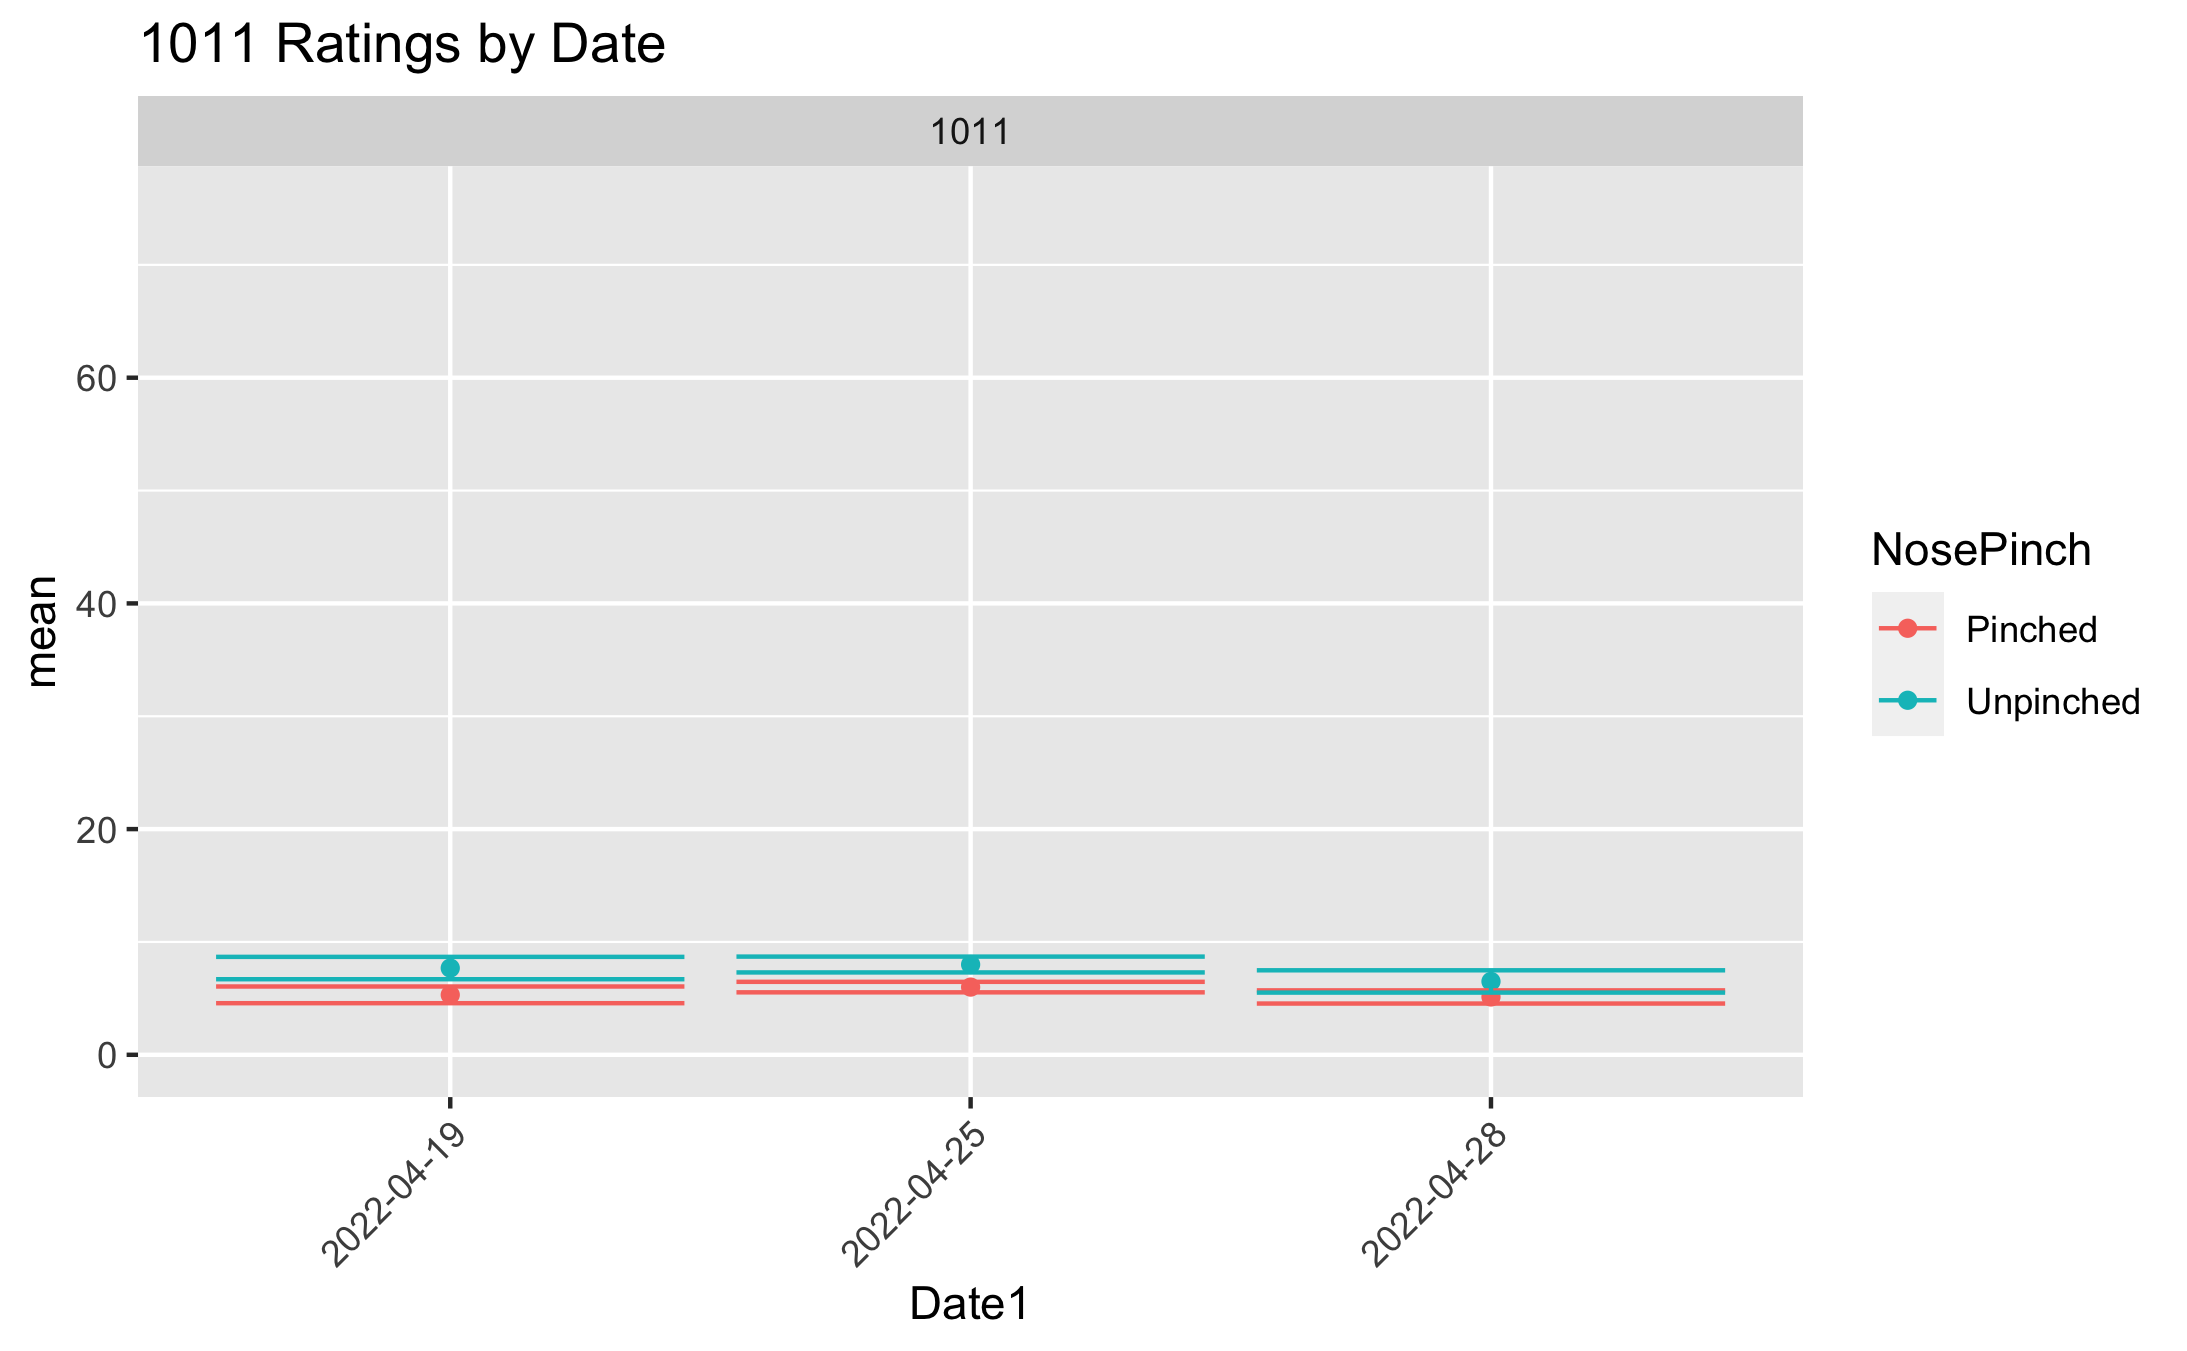 1011 Ratings by Date
1011
mean
60
40
20
0
2022-04-19
2022-04-25
2022-04-28
Date1
NosePinch
Pinched
Unpinched